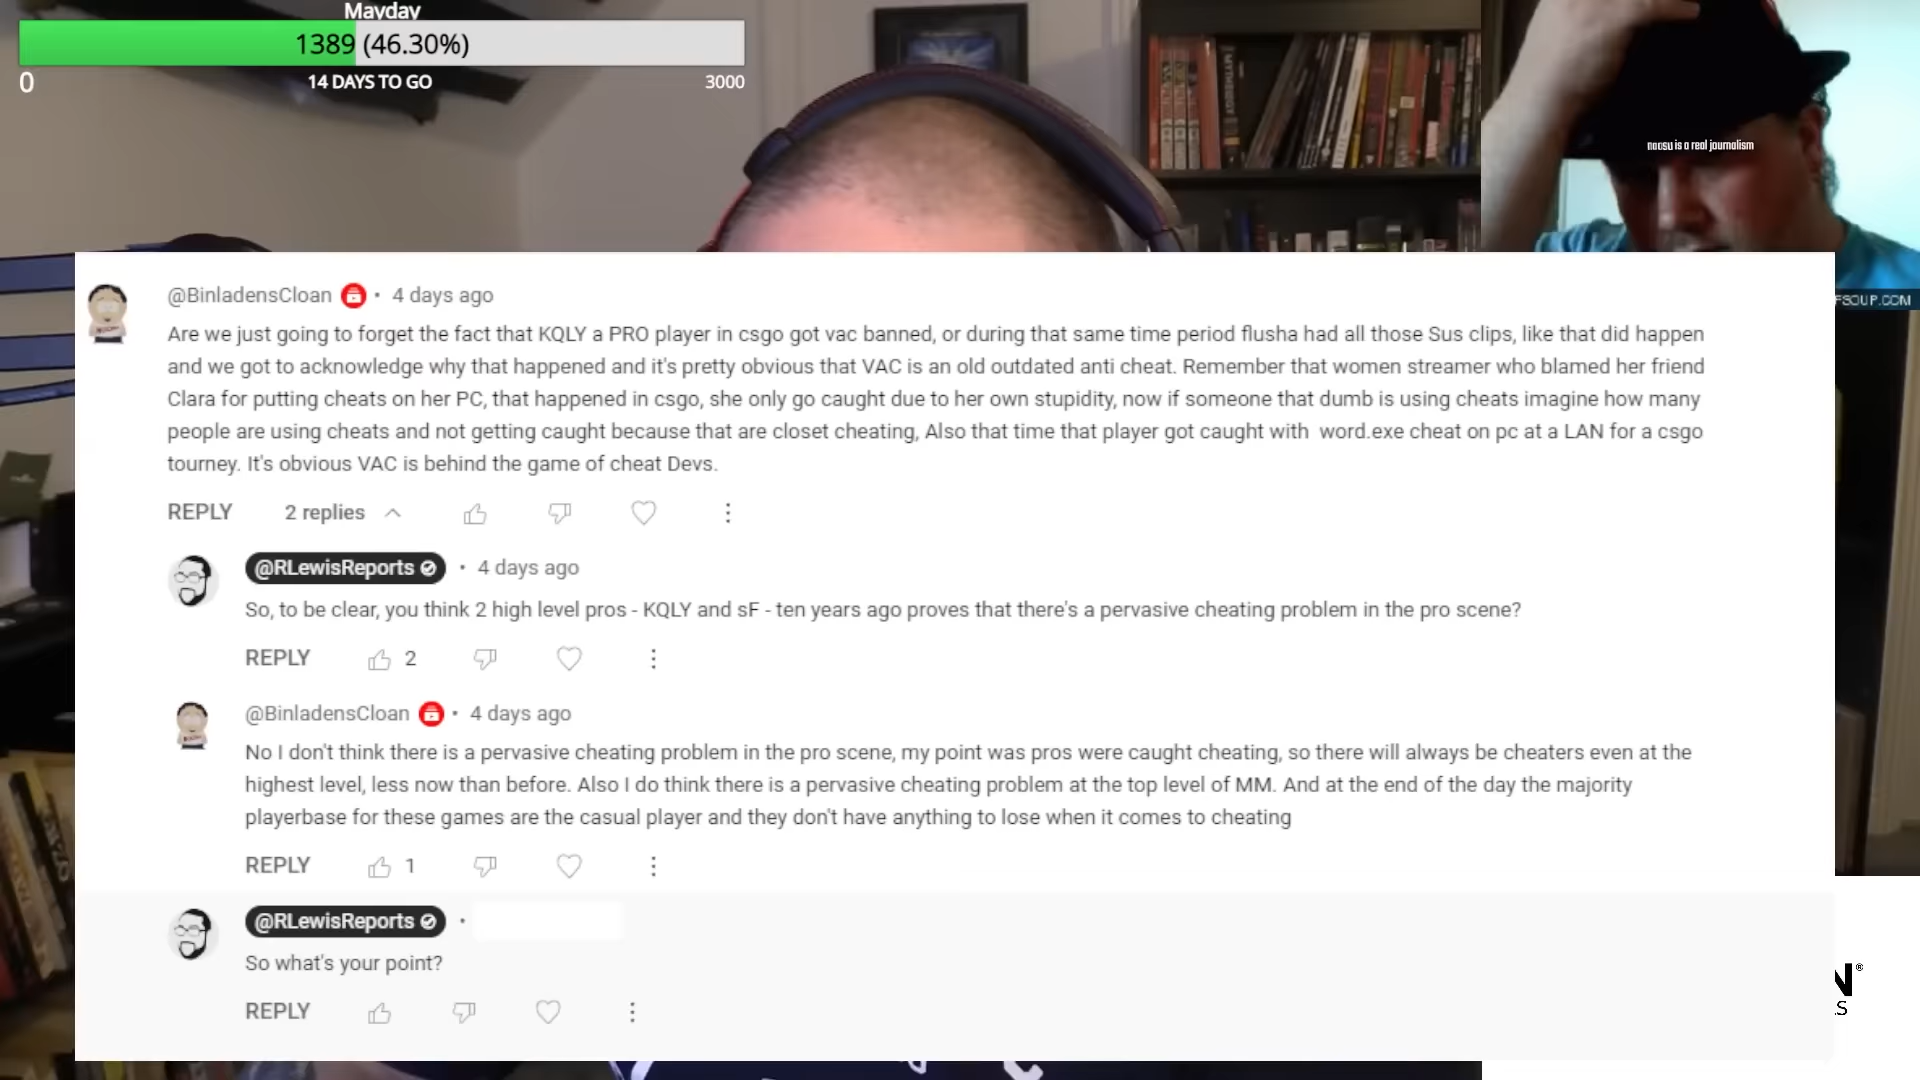 Mayday
1389 (46.30%)
0
14 DAYS TO GO
3000
naosu is a real journalism
FSOUP.COM
@BinladensCloan • 4 days ago
Are we just going to forget the fact that KQLY a PRO player in csgo got vac banned, or during that same time period flusha had all those Sus clips, like that did happen
and we got to acknowledge why that happened and it's pretty obvious that VAC is an old outdated anti cheat. Remember that women streamer who blamed her friend
Clara for putting cheats on her PC, that happened in csgo, she only go caught due to her own stupidity, now if someone that dumb is using cheats imagine how many
people are using cheats and not getting caught because that are closet cheating, Also that time that player got caught with word.exe cheat on pc at a LAN for a csgo
tourney. It's obvious VAC is behind the game of cheat Devs.
REPLY 2 replies
@RLewisReports • 4 days ago
So, to be clear, you think 2 high level pros - KQLY and sF - ten years ago proves that there's a pervasive cheating problem in the pro scene?
REPLY 2
@BinladensCloan • 4 days ago
No I don't think there is a pervasive cheating problem in the pro scene, my point was pros were caught cheating, so there will always be cheaters even at the
highest level, less now than before. Also I do think there is a pervasive cheating problem at the top level of MM. And at the end of the day the majority
playerbase for these games are the casual player and they don't have anything to lose when it comes to cheating
REPLY 1
@RLewisReports •
So what's your point?
REPLY
N®